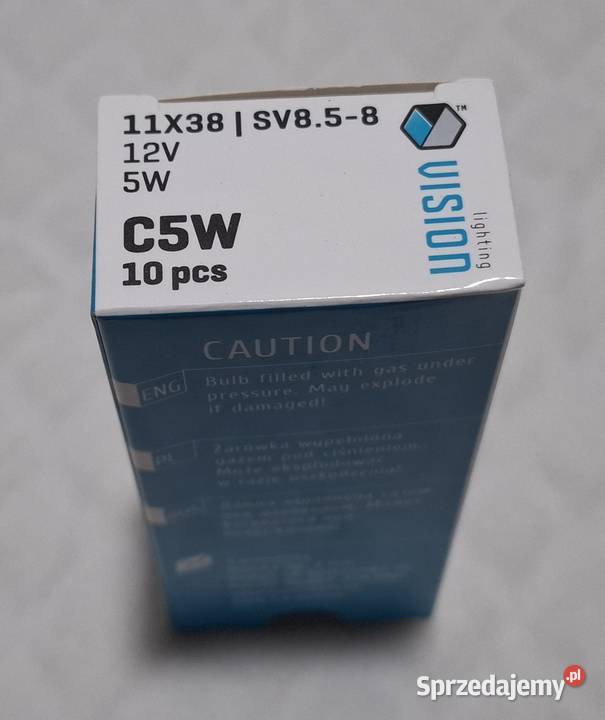 11X38 | SV8.5-8
12V
5W
C5W
10 pcs
™
VISION
lighting
CAUTION
ENG
Bulb filled with gas under
pressure. May explode
if damaged!
PL
Żarówka wypełniona
gazem pod ciśnieniem.
Może eksplodować
w razie uszkodzenia!
Sprzedajemy.pl